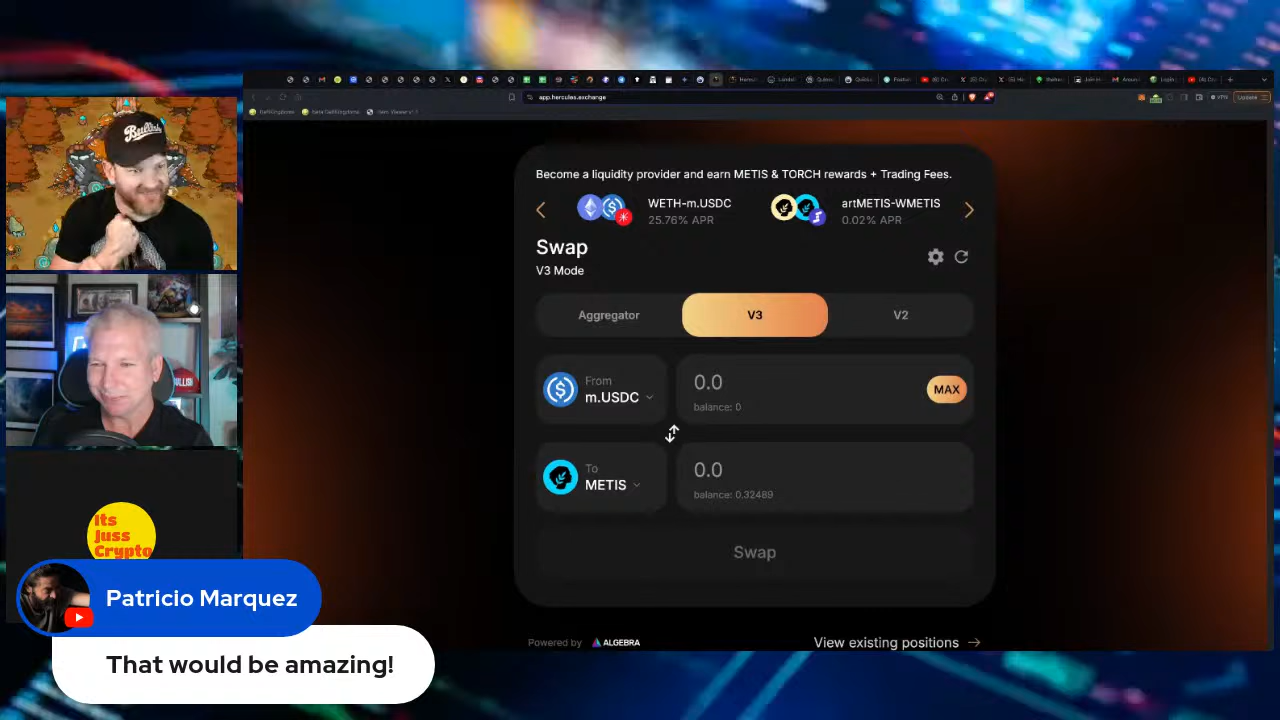 app.hercules.exchange
VPN
Update
Become a liquidity provider and earn METIS & TORCH rewards + Trading Fees.
WETH-m.USDC
25.76% APR
artMETIS-WMETIS
0.02% APR
Swap
V3 Mode
Aggregator
V3
V2
From
m.USDC
0.0
balance: 0
MAX
To
METIS
0.0
balance: 0.32489
Swap
Powered by ALGEBRA
View existing positions →
Its
Juss
Crypto
Patricio Marquez
That would be amazing!